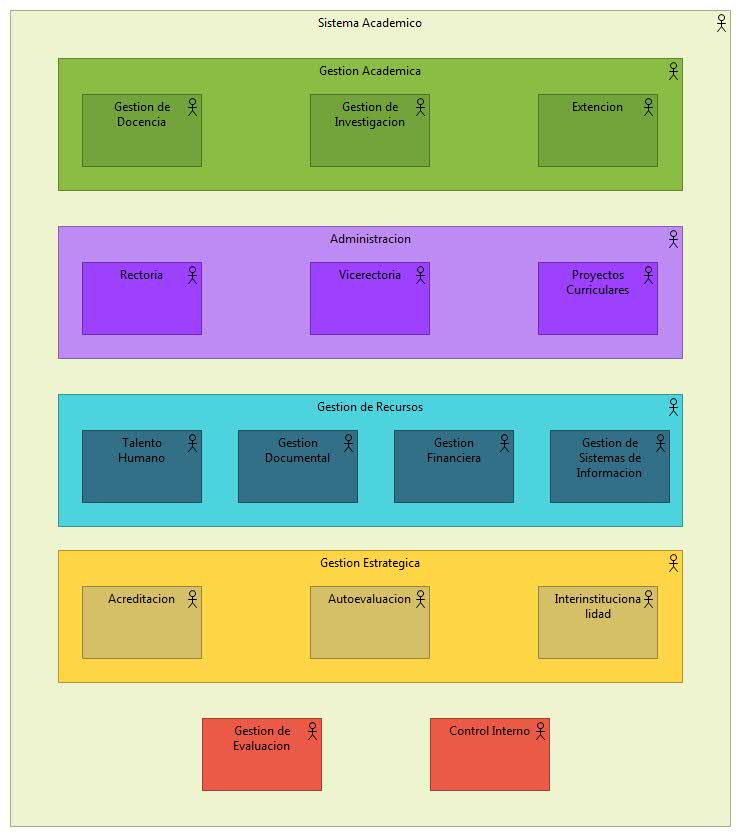 Sistema Academico
Gestion Academica
Gestion de
Docencia
Gestion de
Investigacion
Extencion
Administracion
Rectoria
Vicerectoria
Proyectos
Curriculares
Gestion de Recursos
Talento
Humano
Gestion
Documental
Gestion
Financiera
Gestion de
Sistemas de
Informacion
Gestion Estrategica
Acreditacion
Autoevaluacion
Interinstituciona
lidad
Gestion de
Evaluacion
Control Interno